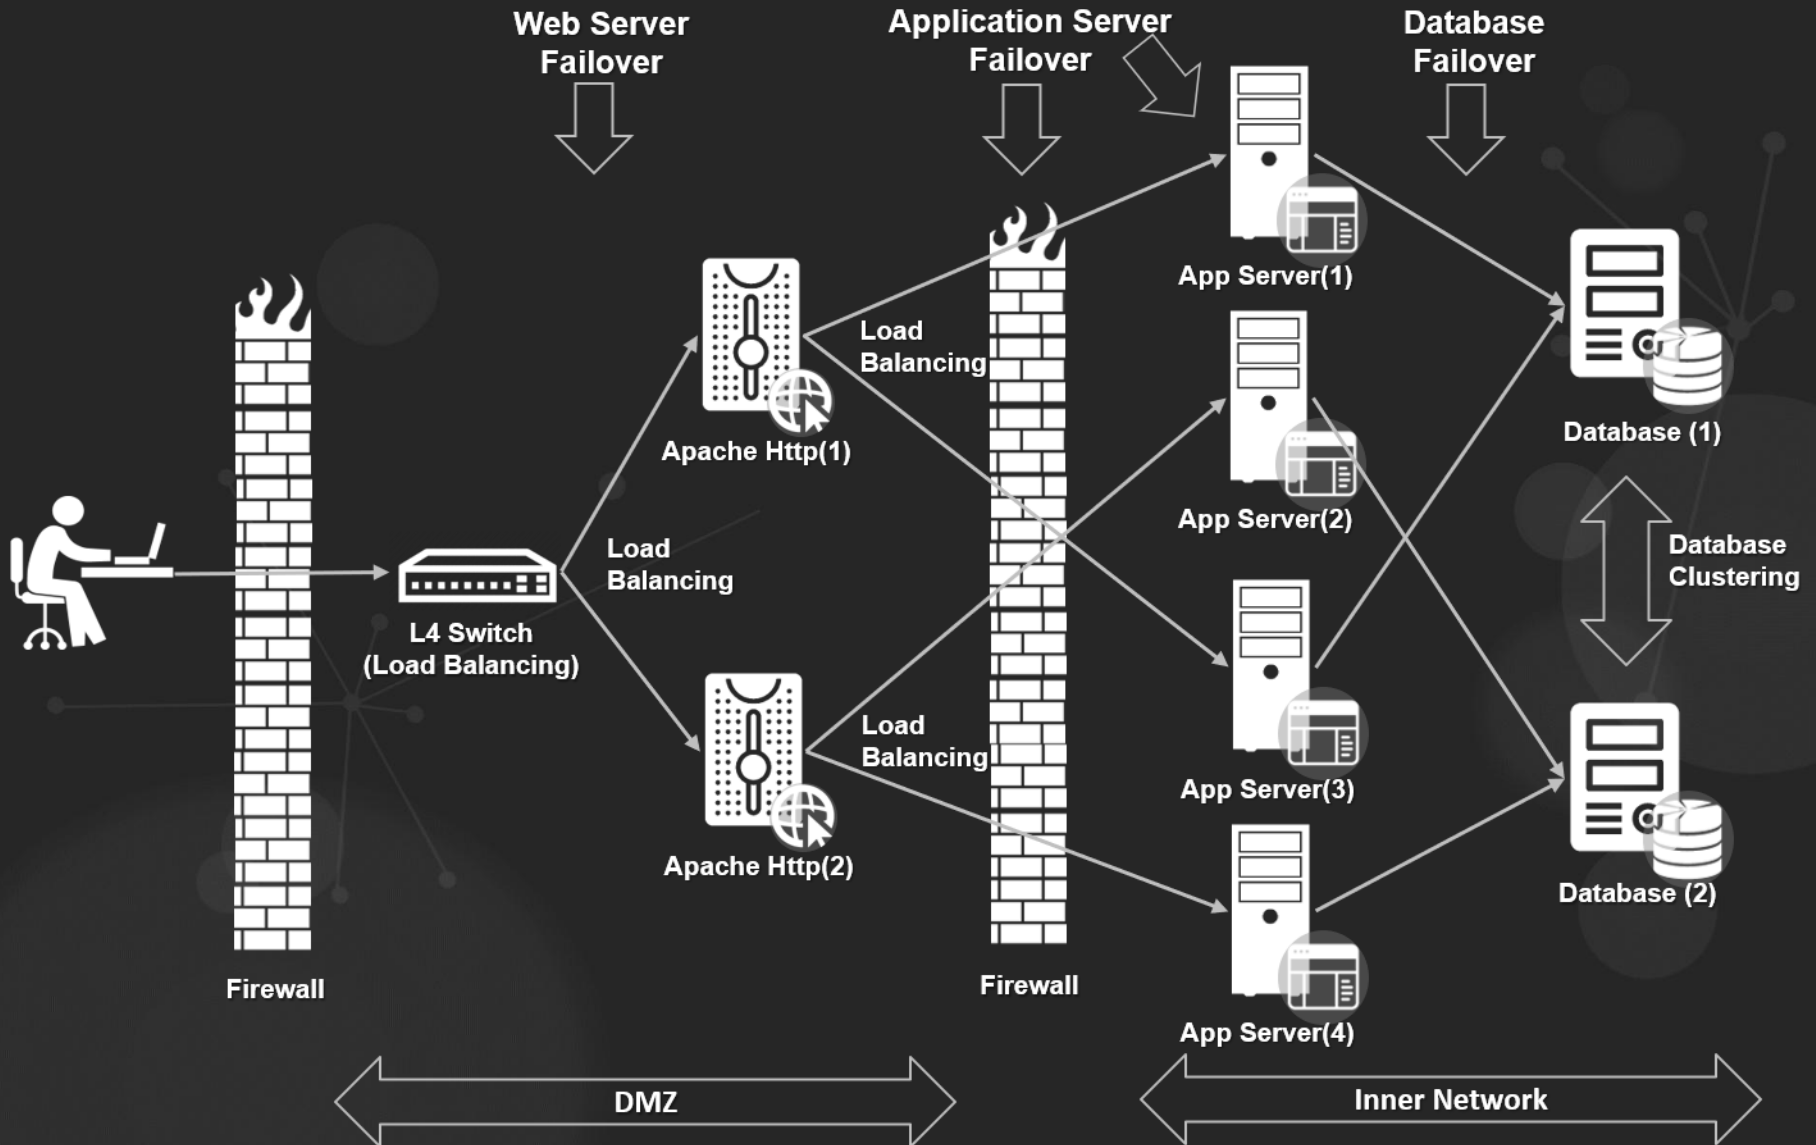 Web Server
Failover
Application Server
Failover
Database
Failover
App Server(1)
Load
Balancing
Apache Http(1)
Database (1)
App Server(2)
Load
Balancing
Database
Clustering
L4 Switch
(Load Balancing)
Load
Balancing
App Server(3)
Apache Http(2)
Database (2)
Firewall
Firewall
App Server(4)
DMZ
Inner Network